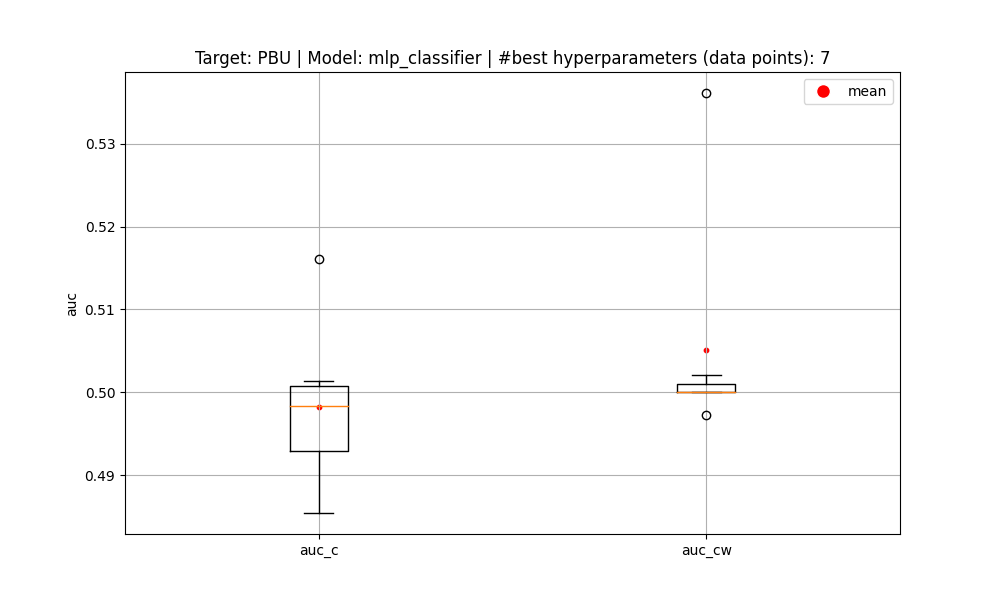 Target: PBU | Model: mlp_classifier | #best hyperparameters (data points): 7
mean
0.53
0.52
0.51
0.50
0.49
auc
auc_c
auc_cw